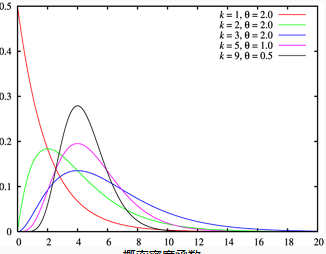 0.5
k = 1, θ = 2.0
k = 2, θ = 2.0
k = 3, θ = 2.0
k = 5, θ = 1.0
k = 9, θ = 0.5
0.4
0.3
0.2
0.1
0
0 2 4 6 8 10 12 14 16 18 20